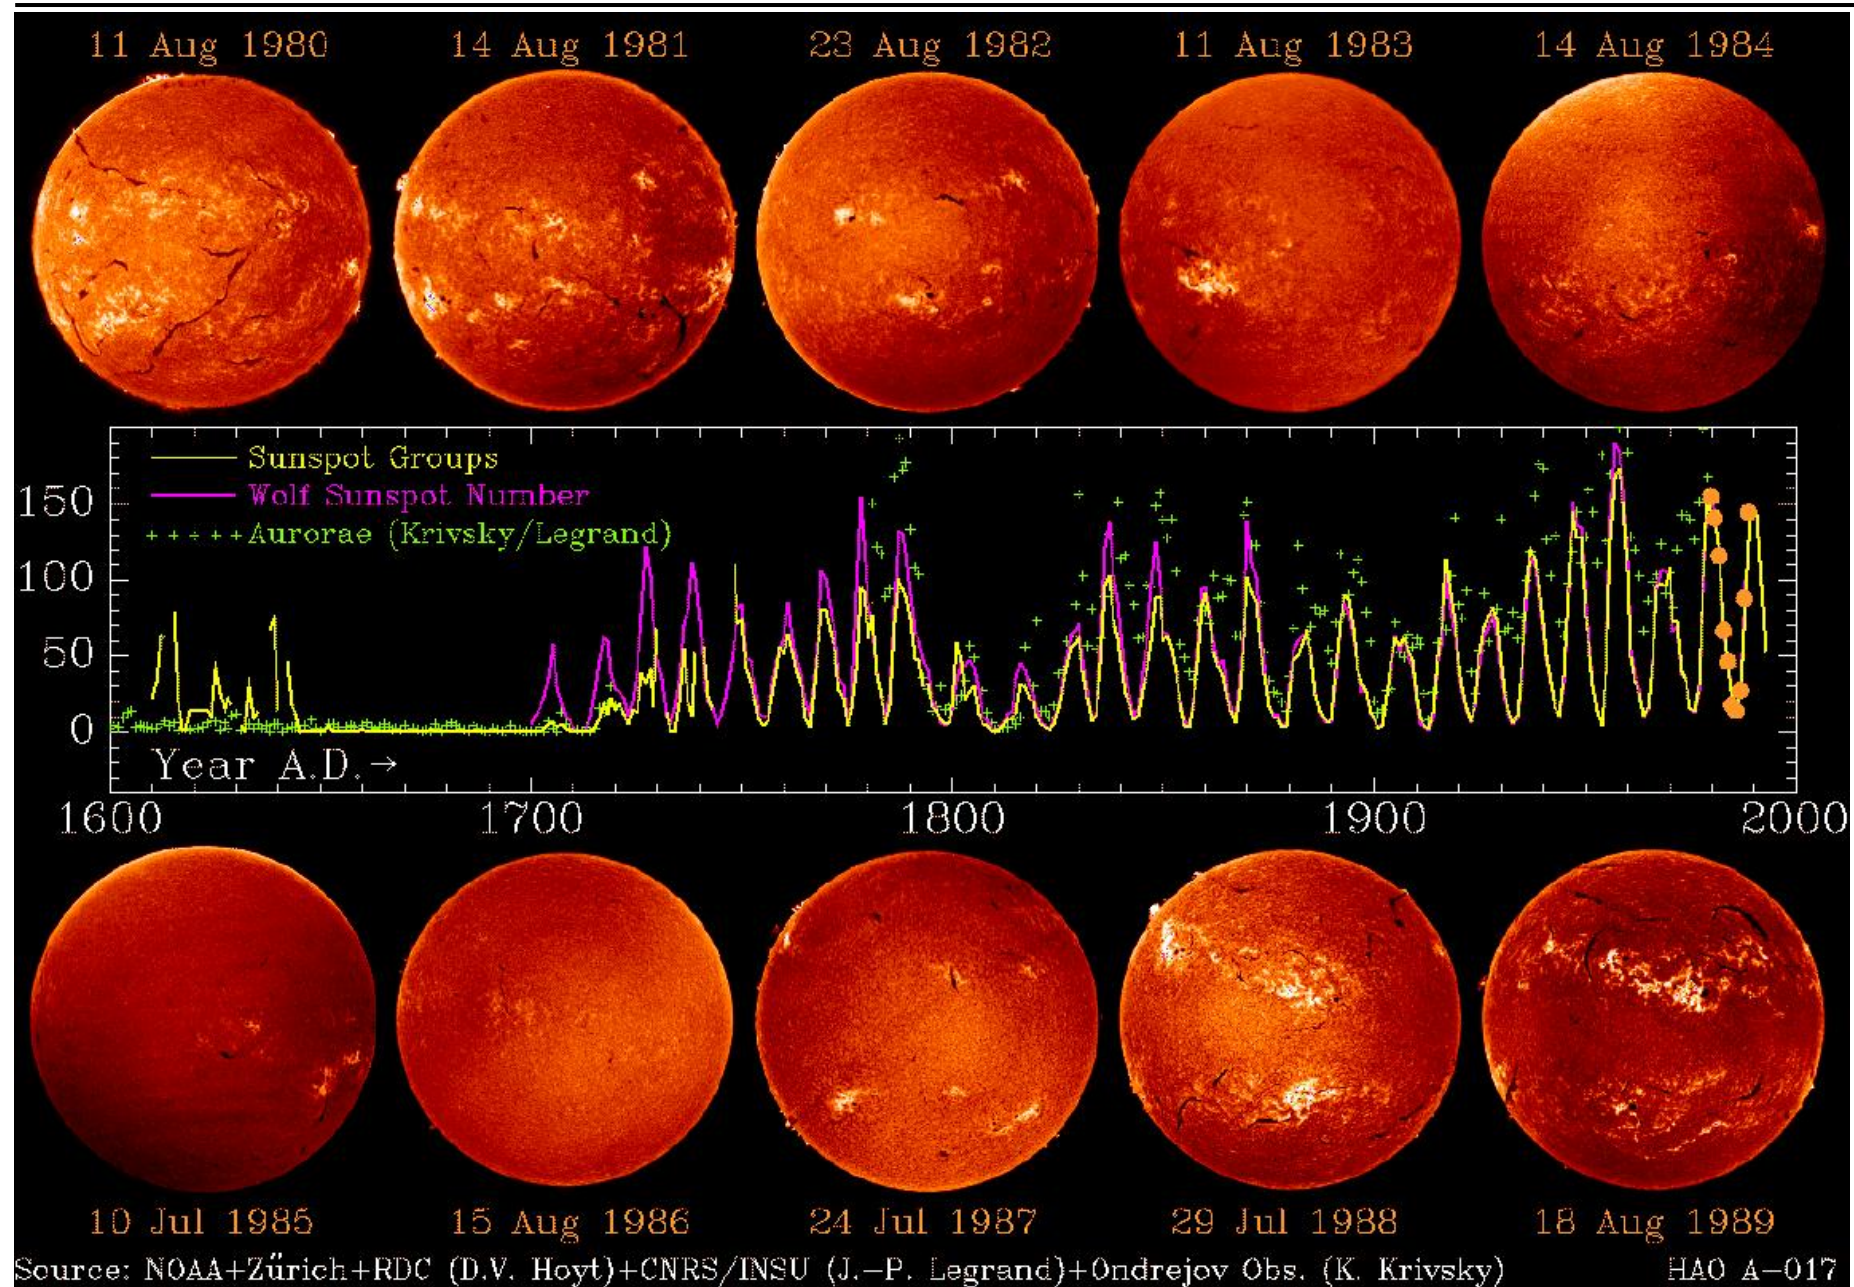 11 Aug 1980 14 Aug 1981 23 Aug 1982 11 Aug 1983 14 Aug 1984
Sunspot Groups
Wolf Sunspot Number
++++++Aurorae (Krivsky/Legrand)
150
100
50
0
Year A.D.→
1600 1700 1800 1900 2000
10 Jul 1985 15 Aug 1986 24 Jul 1987 29 Jul 1988 18 Aug 1989
Source: NOAA+Zürich+RDC (D.V. Hoyt)+CNRS/INSU (J.-P. Legrand)+Ondrejov Obs. (K. Krivsky) HAO A-017